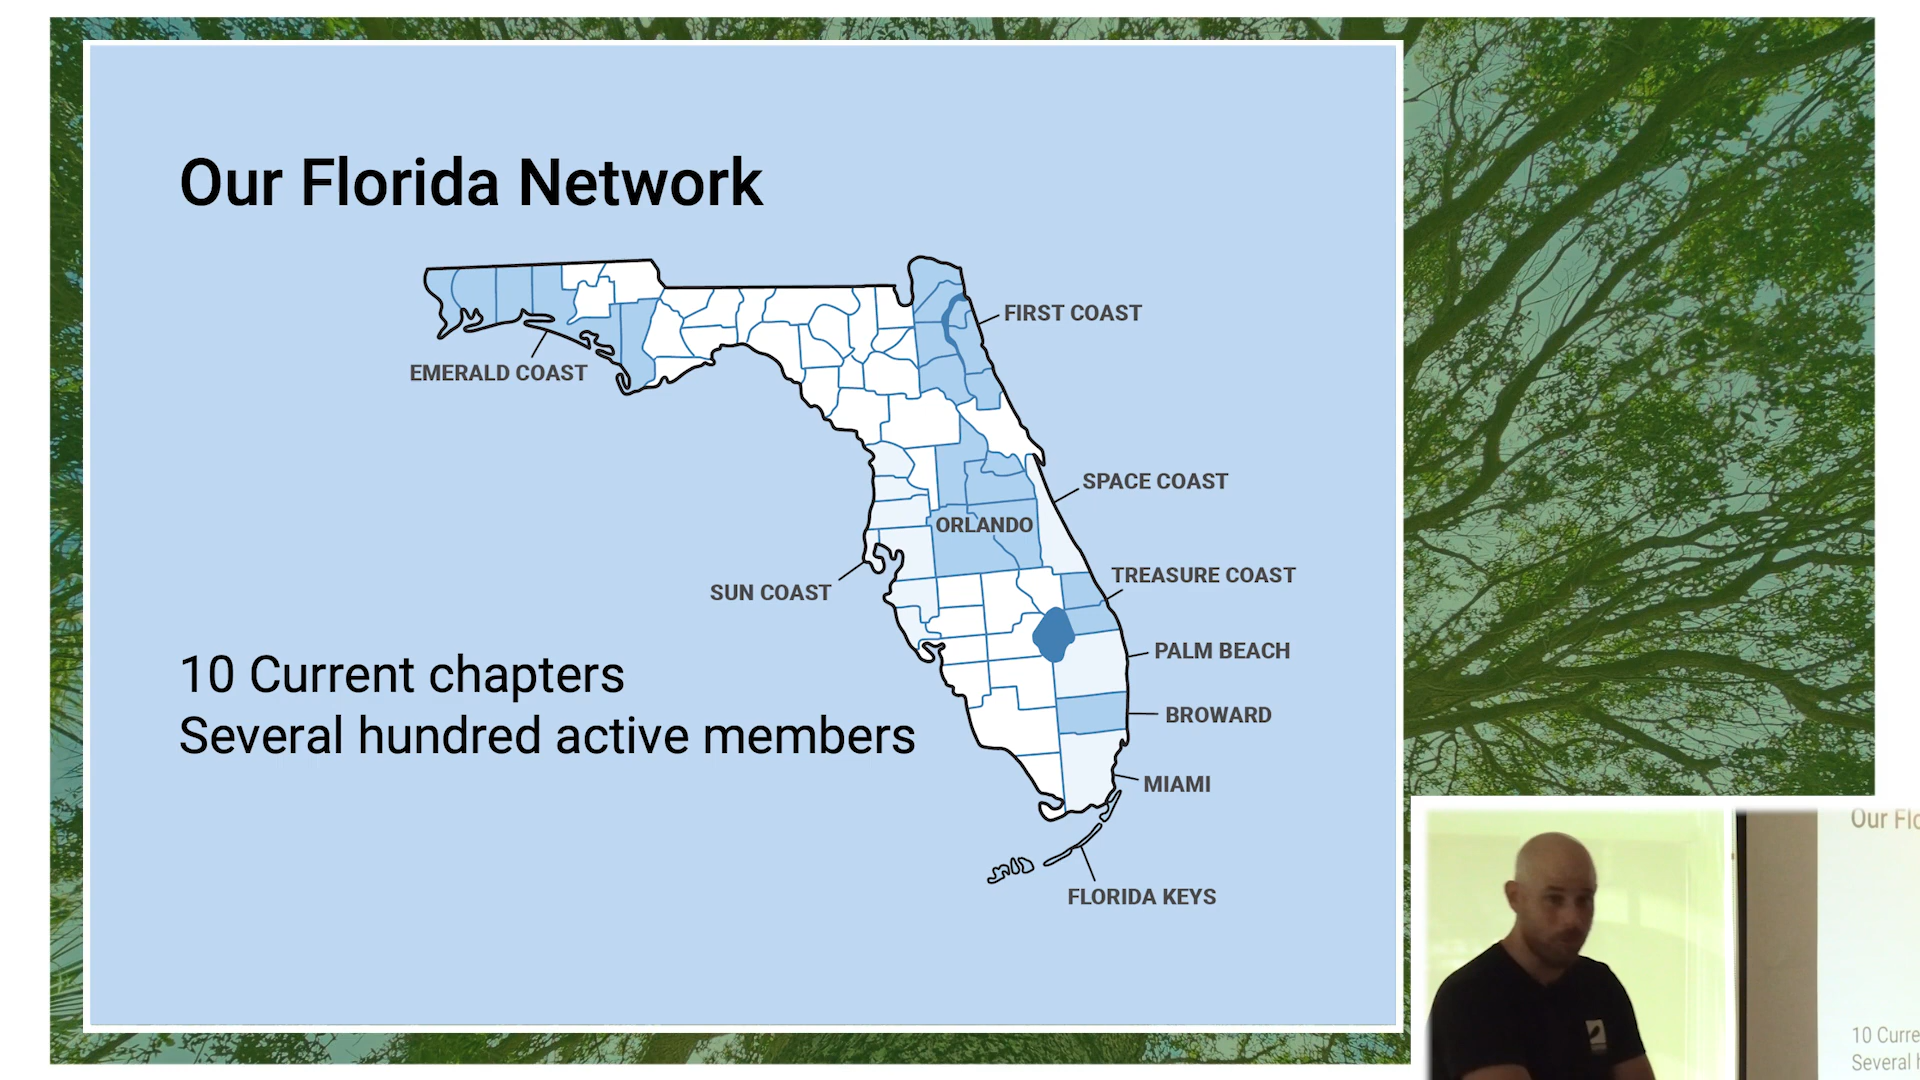 Our Florida Network
FIRST COAST
EMERALD COAST
SPACE COAST
ORLANDO
TREASURE COAST
SUN COAST
PALM BEACH
10 Current chapters
Several hundred active members
BROWARD
MIAMI
FLORIDA KEYS
Our Flo
10 Curre
Several